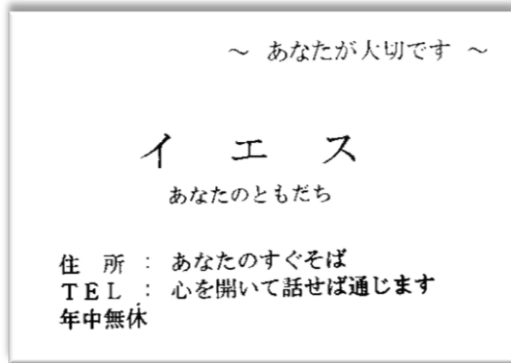 ～ あなたが大切です ～
イエス
あなたのともだち
住 所 : あなたのすぐそば
TEL : 心を開いて話せば通じます
年中無休